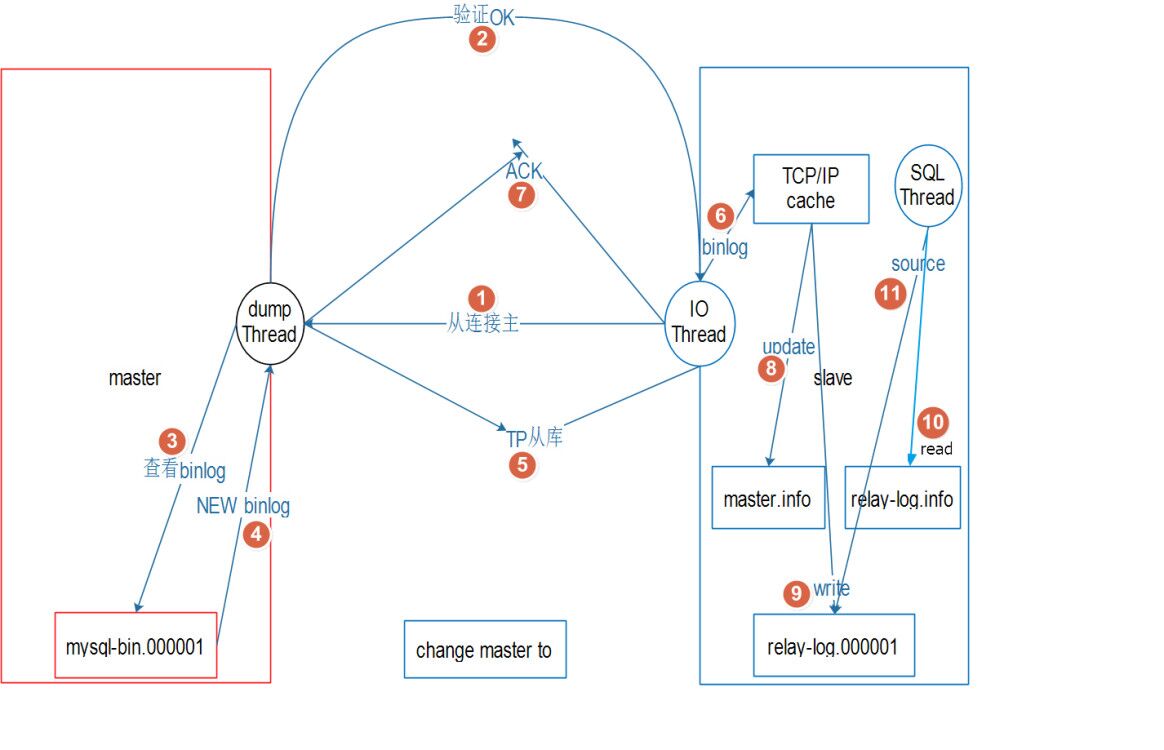 验证OK
2
ACK
7
TCP/IP
cache
SQL
Thread
6
binlog
source
11
1
从连接主
dump
Thread
IO
Thread
update
8
master
slave
10
read
3
查看binlog
TP从库
5
NEW binlog
4
master.info
relay-log.info
9
write
mysql-bin.000001
change master to
relay-log.000001